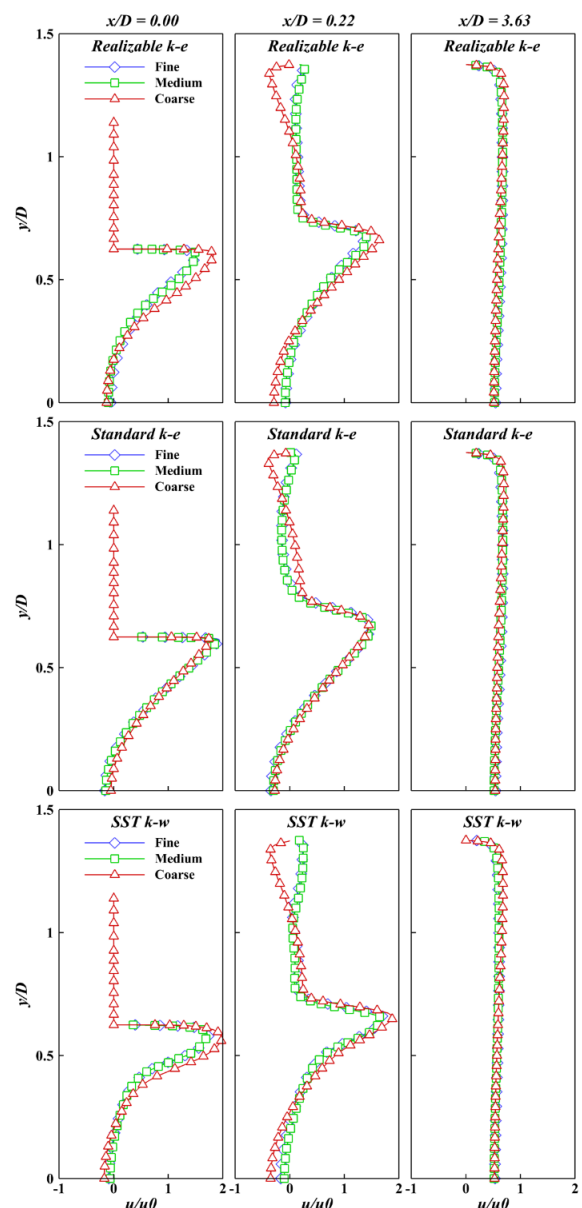 x/D = 0.00 x/D = 0.22 x/D = 3.63
1.5 Realizable k-e Realizable k-e Realizable k-e
Fine
Medium
Coarse
1
y/D
0.5
0
1.5
Standard k-e Standard k-e Standard k-e
Fine
Medium
Coarse
1
y/D
0.5
0
1.5
SST k-w SST k-w SST k-w
Fine
Medium
Coarse
1
y/D
0.5
0
-1 0 1 2 -1 0 1 2 -1 0 1 2
u/u0 u/u0 u/u0